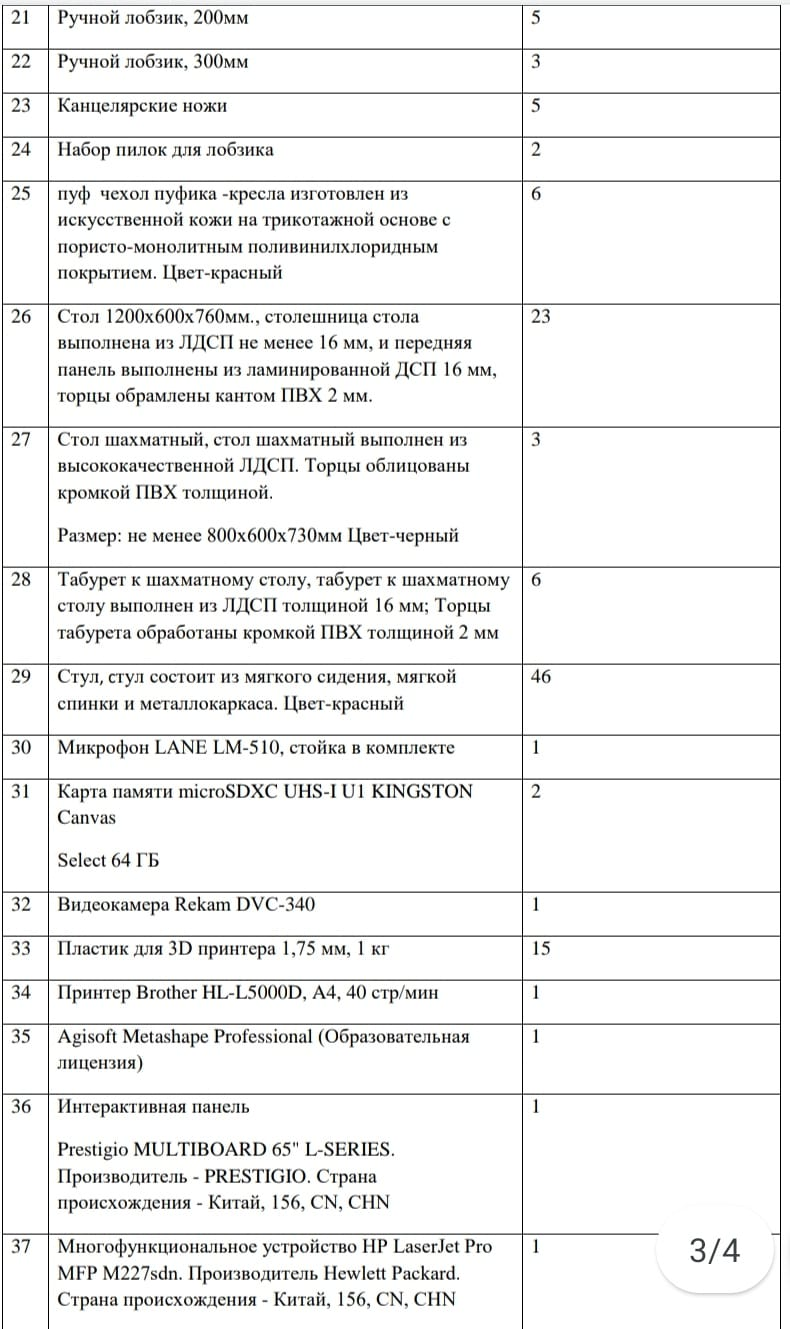 21 Ручной лобзик, 200мм 5
22 Ручной лобзик, 300мм 3
23 Канцелярские ножи 5
24 Набор пилок для лобзика 2
25 пуф чехол пуфика -кресла изготовлен из 6
искусственной кожи на трикотажной основе с
пористо-монолитным поливинилхлоридным
покрытием. Цвет-красный
26 Стол 1200х600х760мм., столешница стола 23
выполнена из ЛДСП не менее 16 мм, и передняя
панель выполнены из ламинированной ДСП 16 мм,
торцы обрамлены кантом ПВХ 2 мм.
27 Стол шахматный, стол шахматный выполнен из 3
высококачественной ЛДСП. Торцы облицованы
кромкой ПВХ толщиной.
Размер: не менее 800х600х730мм Цвет-черный
28 Табурет к шахматному столу, табурет к шахматному 6
столу выполнен из ЛДСП толщиной 16 мм; Торцы
табурета обработаны кромкой ПВХ толщиной 2 мм
29 Стул, стул состоит из мягкого сидения, мягкой 46
спинки и металлокаркаса. Цвет-красный
30 Микрофон LANE LM-510, стойка в комплекте 1
31 Карта памяти microSDXC UHS-I U1 KINGSTON 2
Canvas
Select 64 ГБ
32 Видеокамера Rekam DVC-340 1
33 Пластик для 3D принтера 1,75 мм, 1 кг 15
34 Принтер Brother HL-L5000D, A4, 40 стр/мин 1
35 Agisoft Metashape Professional (Образовательная 1
лицензия)
36 Интерактивная панель 1
Prestigio MULTIBOARD 65" L-SERIES.
Производитель - PRESTIGIO. Страна
происхождения - Китай, 156, CN, CHN
37 Многофункциональное устройство HP LaserJet Pro 1
MFP M227sdn. Производитель Hewlett Packard.
Страна происхождения - Китай, 156, CN, CHN
3/4